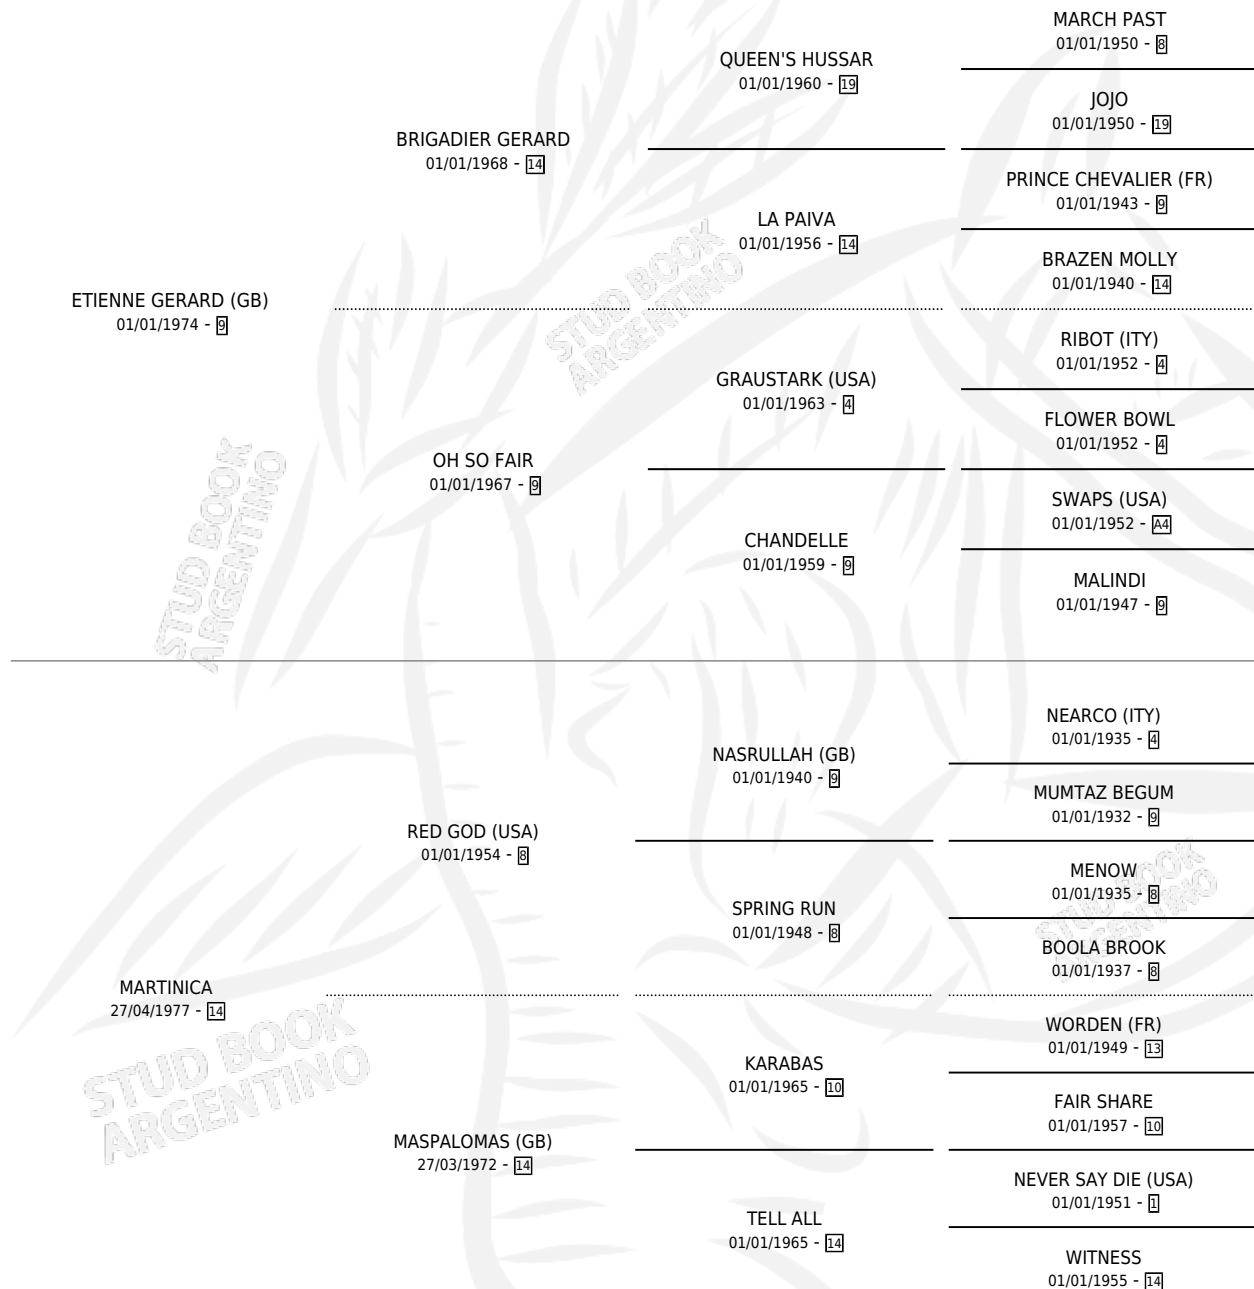 MARCH PAST
01/01/1950 - 8
QUEEN'S HUSSAR
01/01/1960 - 19
JOJO
01/01/1950 - 19
BRIGADIER GERARD
01/01/1968 - 14
PRINCE CHEVALIER (FR)
01/01/1943 - 9
LA PAIVA
01/01/1956 - 14
BRAZEN MOLLY
01/01/1940 - 14
ETIENNE GERARD (GB)
01/01/1974 - 9
STUD BOOK
ARGENTINO
RIBOT (ITY)
01/01/1952 - 4
GRAUSTARK (USA)
01/01/1963 - 4
FLOWER BOWL
01/01/1952 - 4
OH SO FAIR
01/01/1967 - 9
SWAPS (USA)
01/01/1952 - A4
CHANDELLE
01/01/1959 - 9
MALINDI
01/01/1947 - 9
STUD BOOK
ARGENTINO
NEARCO (ITY)
01/01/1935 - 4
NASRULLAH (GB)
01/01/1940 - 9
MUMTAZ BEGUM
01/01/1932 - 9
RED GOD (USA)
01/01/1954 - 8
MENOW
01/01/1935 - 8
STUD BOOK
ARGENTINO
SPRING RUN
01/01/1948 - 8
BOOLA BROOK
01/01/1937 - 8
MARTINICA
27/04/1977 - 14
STUD BOOK
ARGENTINO
WORDEN (FR)
01/01/1949 - 13
KARABAS
01/01/1965 - 10
FAIR SHARE
01/01/1957 - 10
MASPALOMAS (GB)
27/03/1972 - 14
NEVER SAY DIE (USA)
01/01/1951 - 1
TELL ALL
01/01/1965 - 14
WITNESS
01/01/1955 - 14